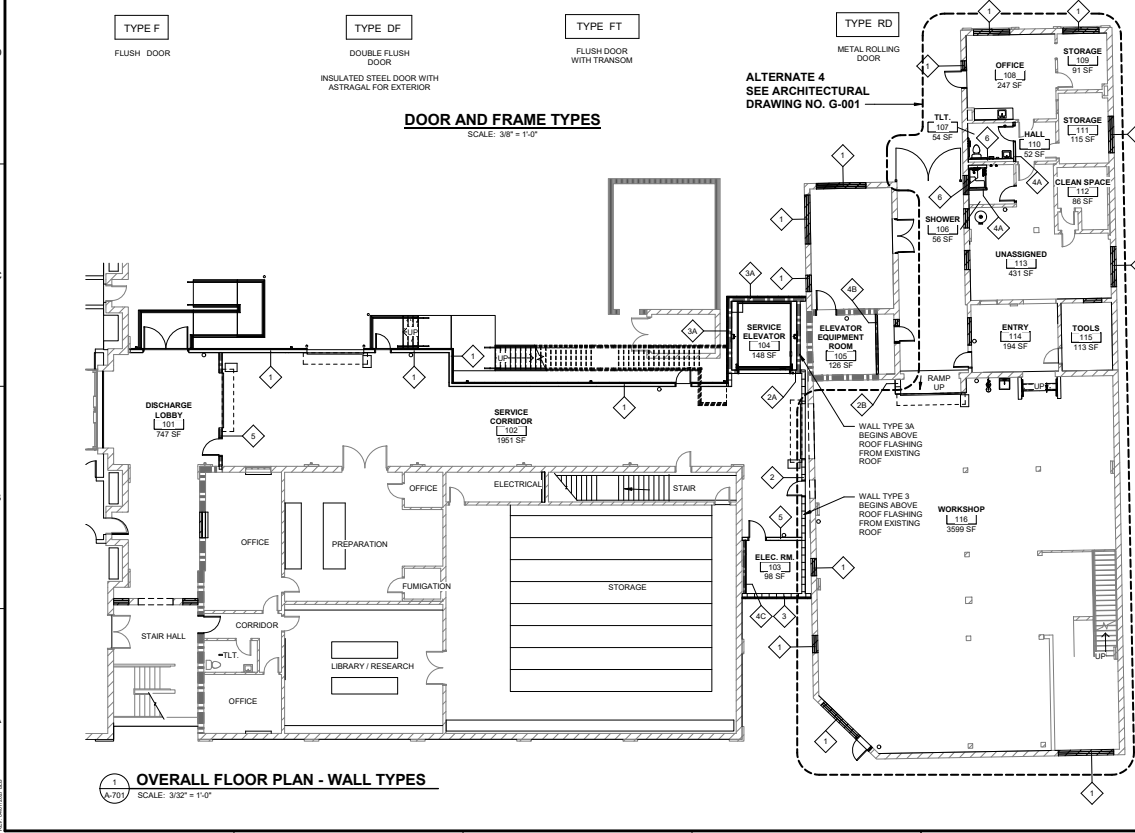 TYPE F
FLUSH DOOR
TYPE DF
DOUBLE FLUSH
DOOR
INSULATED STEEL DOOR WITH
ASTRAGAL FOR EXTERIOR
TYPE FT
FLUSH DOOR
WITH TRANSOM
TYPE RD
METAL ROLLING
DOOR
DOOR AND FRAME TYPES
SCALE: 3/8" = 1'-0"
ALTERNATE 4
SEE ARCHITECTURAL
DRAWING NO. G-001
1
1
1
OFFICE
108
247 SF
STORAGE
109
91 SF
TLT.
107
54 SF
6
HALL
110
52 SF
STORAGE
111
115 SF
4A
CLEAN SPACE
112
86 SF
6
4A
SHOWER
106
56 SF
UNASSIGNED
113
431 SF
1
1
1
4B
3A
3A
SERVICE
ELEVATOR
104
148 SF
ELEVATOR
EQUIPMENT
ROOM
105
126 SF
ENTRY
114
194 SF
TOOLS
115
113 SF
UP
UP
1
1
1
1
RAMP
UP
UP
2A
2B
DISCHARGE
LOBBY
101
747 SF
5
SERVICE
CORRIDOR
102
1951 SF
WALL TYPE 3A
BEGINS ABOVE
ROOF FLASHING
FROM EXISTING
ROOF
2
5
WALL TYPE 3
BEGINS ABOVE
ROOF FLASHING
FROM EXISTING
ROOF
WORKSHOP
116
3599 SF
OFFICE
ELECTRICAL
STAIR
OFFICE
PREPARATION
FUMIGATION
STORAGE
ELEC. RM.
103
98 SF
4C
3
1
1
1
1
UP
STAIR HALL
CORRIDOR
TLT.
LIBRARY / RESEARCH
OFFICE
1
A-701
OVERALL FLOOR PLAN - WALL TYPES
SCALE: 3/32" = 1'-0"